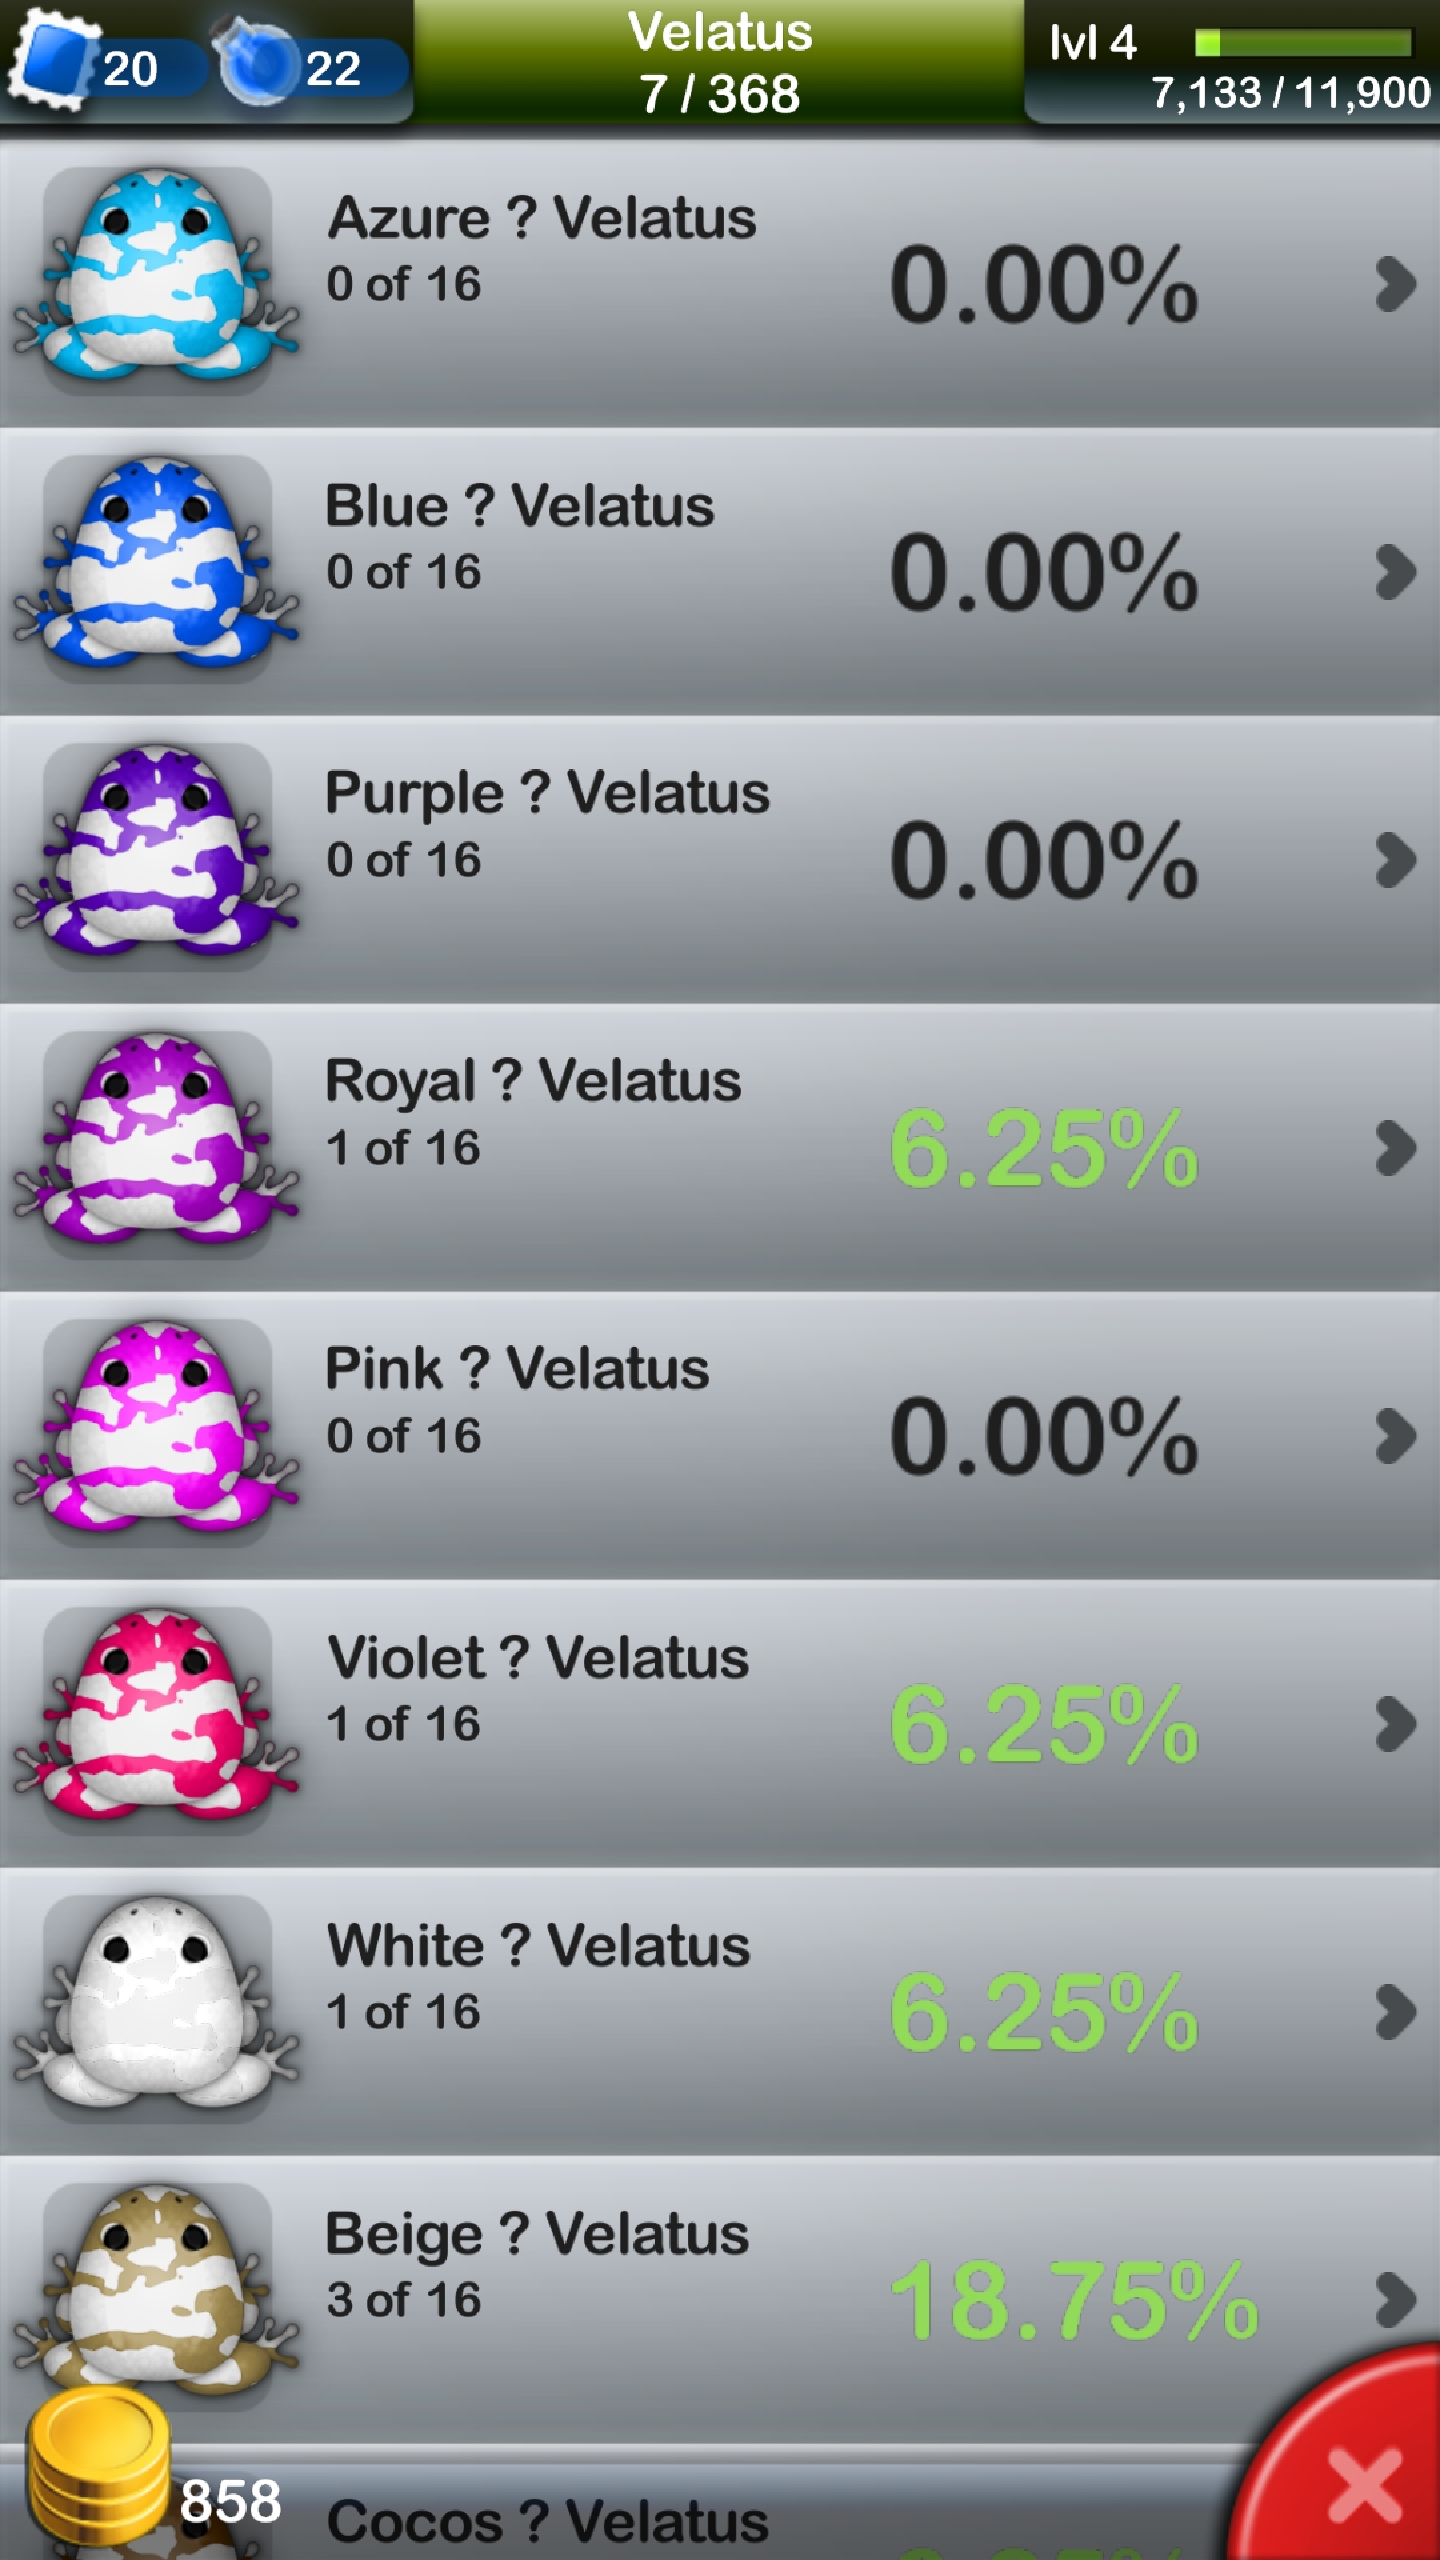 20
22
Velatus
7 / 368
lvl 4
7,133 / 11,900
Azure ? Velatus
0 of 16
0.00%
Blue ? Velatus
0 of 16
0.00%
Purple ? Velatus
0 of 16
0.00%
Royal ? Velatus
1 of 16
6.25%
Pink ? Velatus
0 of 16
0.00%
Violet ? Velatus
1 of 16
6.25%
White ? Velatus
1 of 16
6.25%
Beige ? Velatus
3 of 16
18.75%
858
Cocos ? Velatus